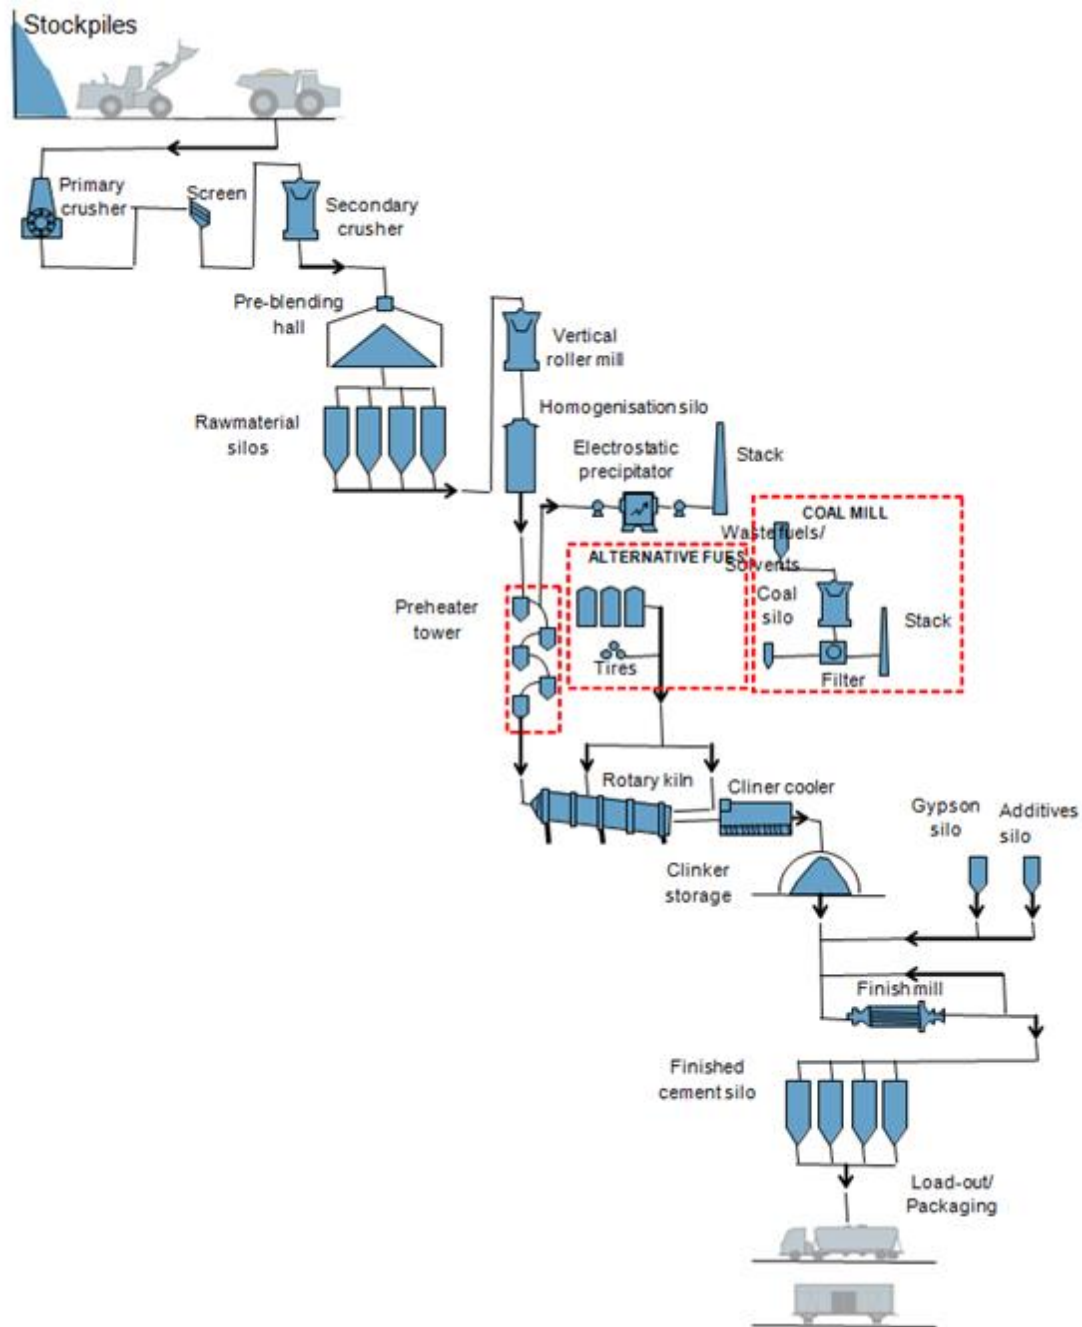 Stockpiles
Primary
crusher
Screen
Secondary
crusher
Pre-blending
hall
Vertical
roller mill
Rawmaterial
silos
Homogenisation silo
Electrostatic
precipitator
Stack
COAL MILL
Waste fuels/
Solvents
ALTERNATIVE FUES
Coal
silo
Stack
Filter
Preheater
tower
Tires
Rotary kiln
Cliner cooler
Gypson
silo
Additives
silo
Clinker
storage
Finish mill
Finished
cement silo
Load-out/
Packaging